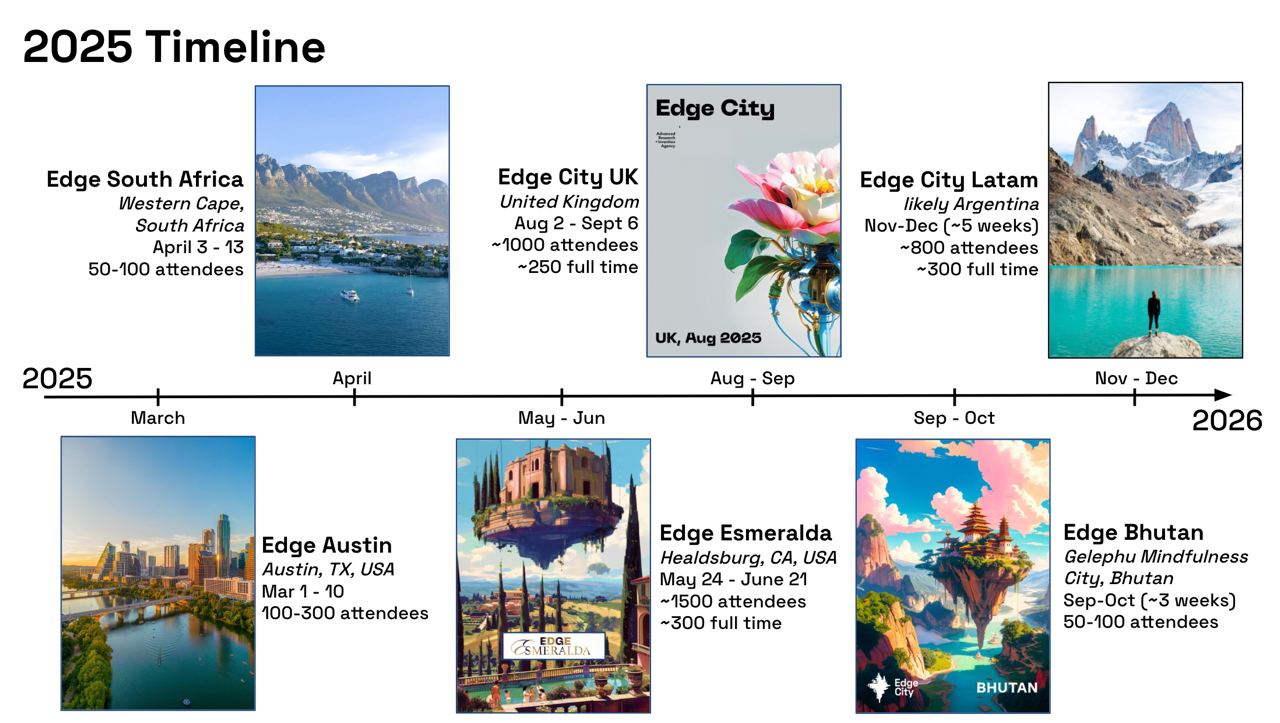 2025 Timeline
Edge South Africa
Western Cape,
South Africa
April 3 - 13
50-100 attendees
Edge City UK
United Kingdom
Aug 2 - Sept 6
~1000 attendees
~250 full time
Edge City
Advanced
Research
+ Invention
Agency
UK, Aug 2025
Edge City Latam
likely Argentina
Nov-Dec (~5 weeks)
~800 attendees
~300 full time
2025
April
Aug - Sep
Nov - Dec
March
May - Jun
Sep - Oct
2026
Edge Austin
Austin, TX, USA
Mar 1 - 10
100-300 attendees
EDGE
ESMERALDA
Edge Esmeralda
Healdsburg, CA, USA
May 24 - June 21
~1500 attendees
~300 full time
Edge
City
BHUTAN
Edge Bhutan
Gelephu Mindfulness
City, Bhutan
Sep-Oct (~3 weeks)
50-100 attendees